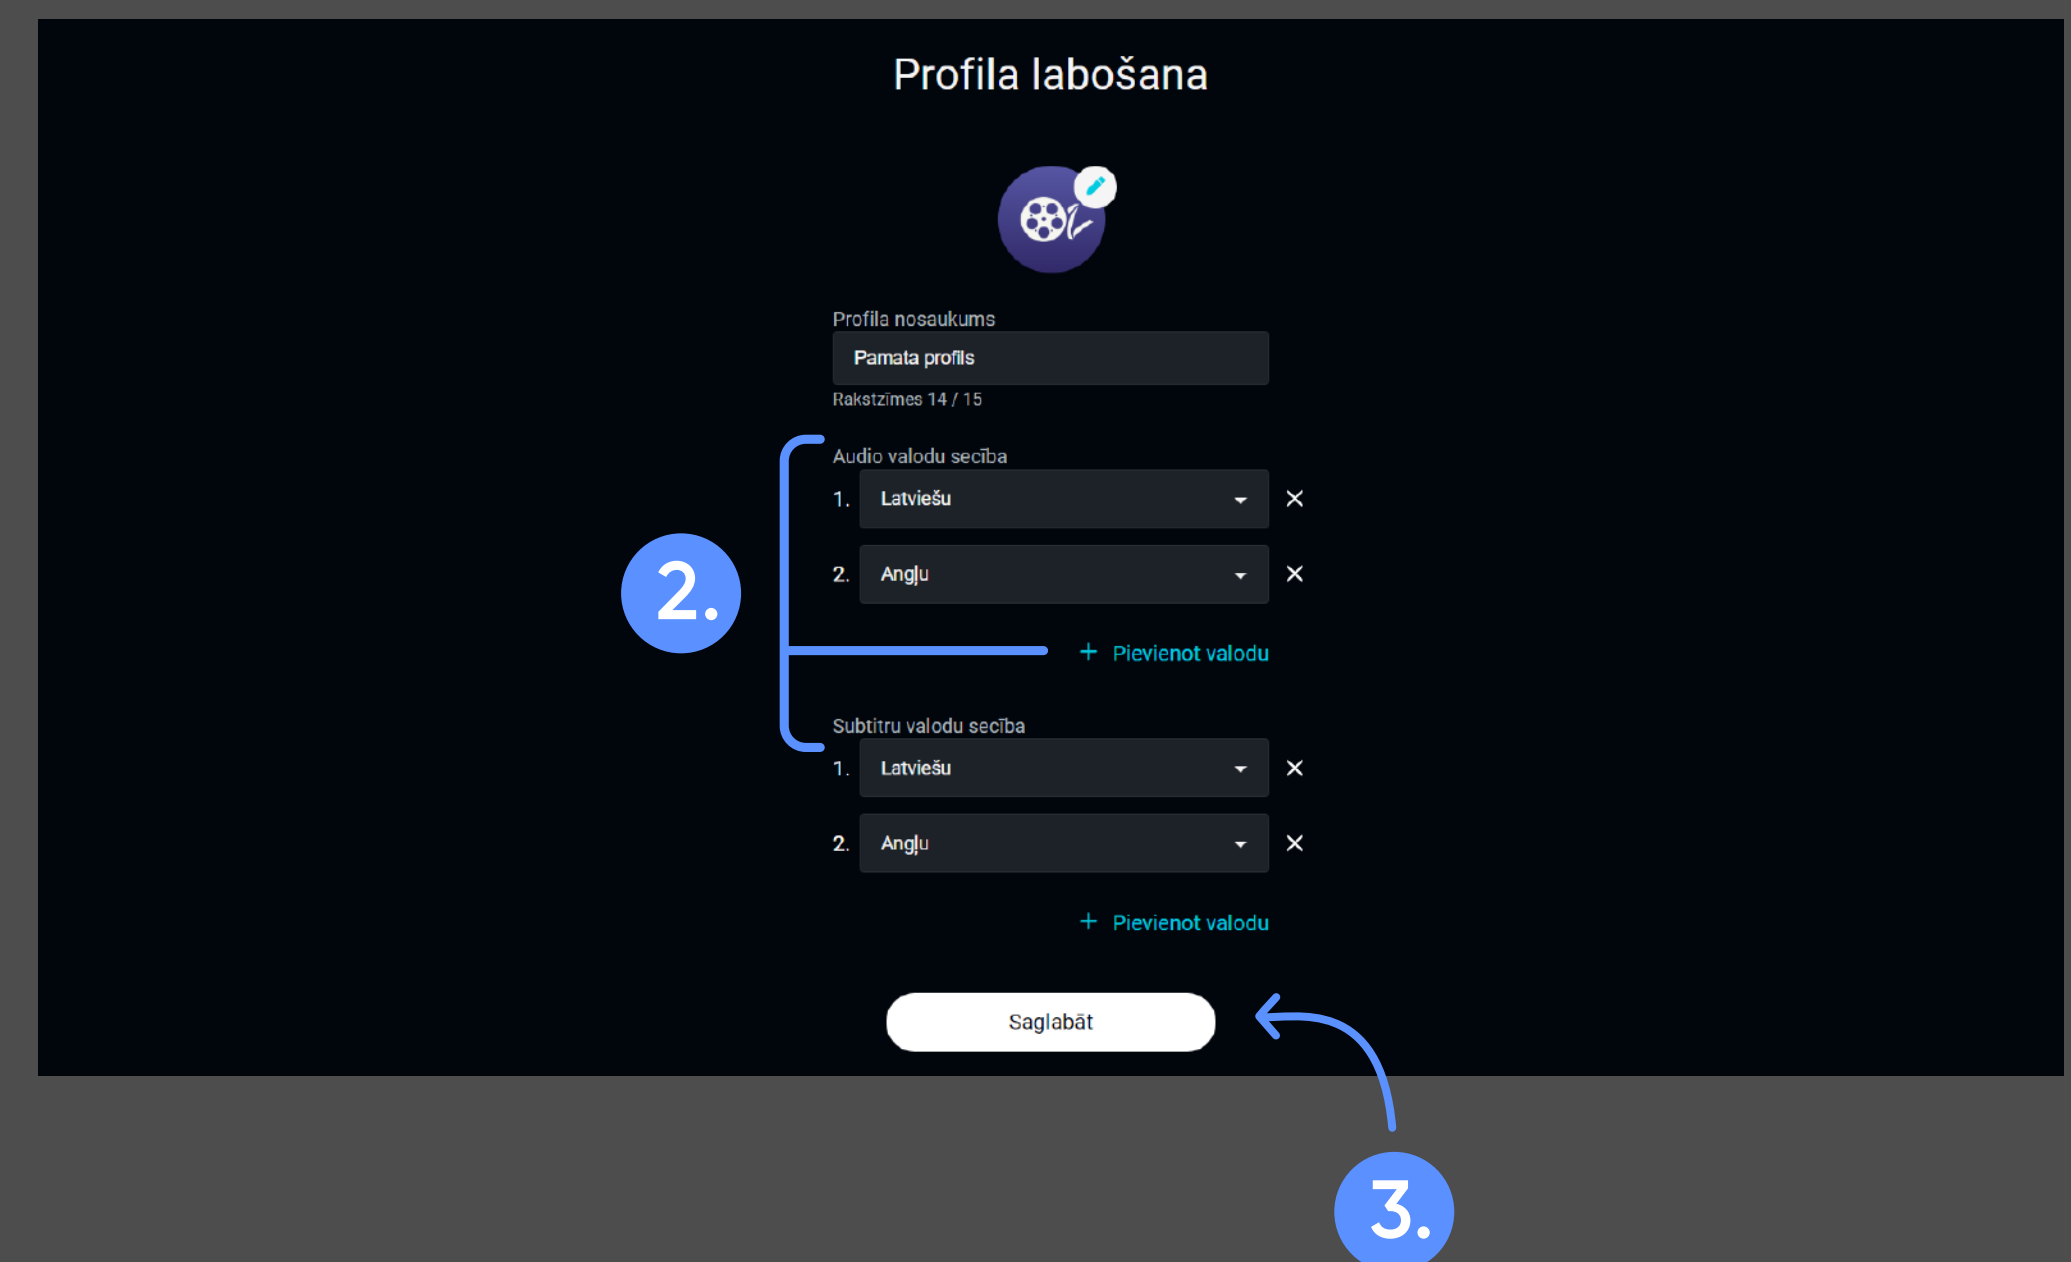 Profila labošana
Profila nosaukums
Pamata profils
Rakstzīmes 14 / 15
Audio valodu secība
1. Latviešu
2. Angļu
+ Pievienot valodu
2.
Subtitru valodu secība
1. Latviešu
2. Angļu
+ Pievienot valodu
Saglabāt
3.